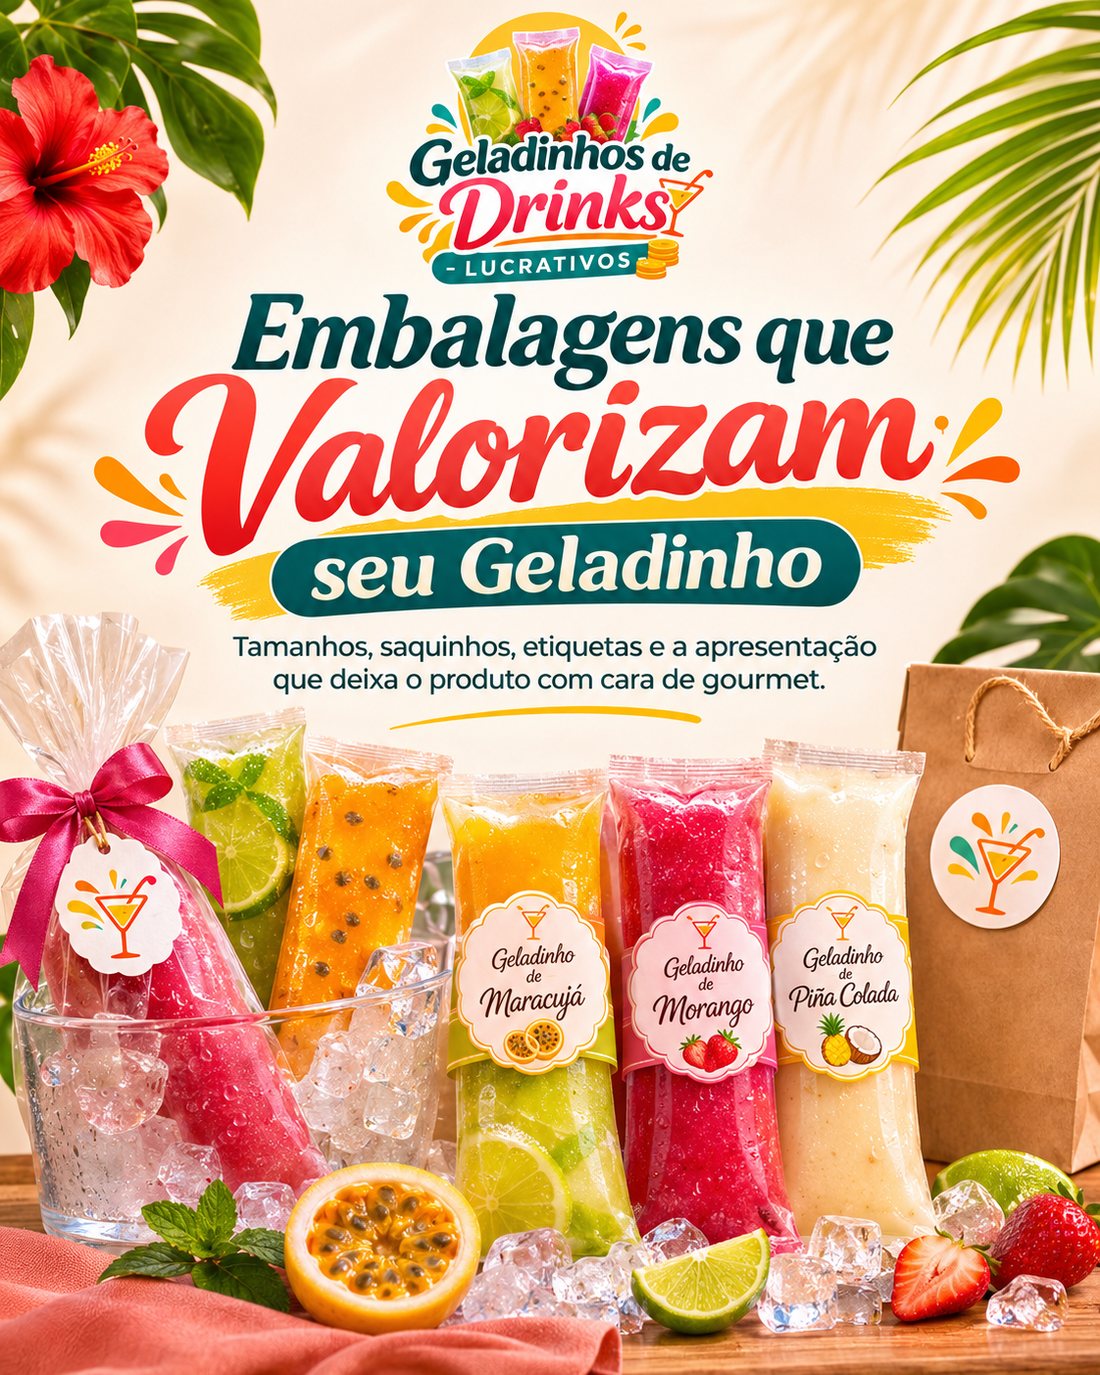 Geladinhos de
Drinks
- LUCRATIVOS -
Embalagens que
Valorizam
seu Geladinho
Tamanhos, saquinhos, etiquetas e a apresentação
que deixa o produto com cara de gourmet.
Geladinho
de
Maracujá
Geladinho
de
Morango
Geladinho
de
Piña Colada